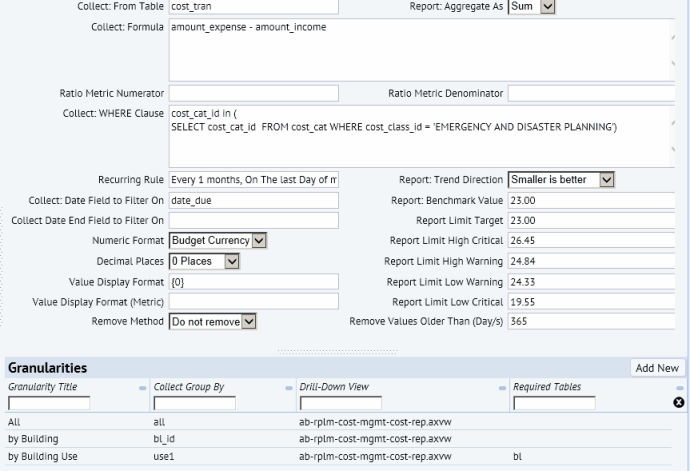 Collect: From Table cost_tran Report: Aggregate As Sum
Collect: Formula amount_expense - amount_income
Ratio Metric Numerator Ratio Metric Denominator
Collect: WHERE Clause cost_cat_id in (
SELECT cost_cat_id FROM cost_cat WHERE cost_class_id = 'EMERGENCY AND DISASTER PLANNING')
Recurring Rule Every 1 months, On The last Day of m Report: Trend Direction Smaller is better
Collect: Date Field to Filter On date_due Report: Benchmark Value 23.00
Collect Date End Field to Filter On Report Limit Target 23.00
Numeric Format Budget Currency Report Limit High Critical 26.45
Decimal Places 0 Places Report Limit High Warning 24.84
Value Display Format {0} Report Limit Low Warning 24.33
Value Display Format (Metric) Report Limit Low Critical 19.55
Remove Method Do not remove Remove Values Older Than (Day/s) 365
Granularities Add New
Granularity Title Collect Group By Drill-Down View Required Tables
All all ab-rplm-cost-mgmt-cost-rep.axvw
by Building bl_id ab-rplm-cost-mgmt-cost-rep.axvw
by Building Use use1 ab-rplm-cost-mgmt-cost-rep.axvw bl